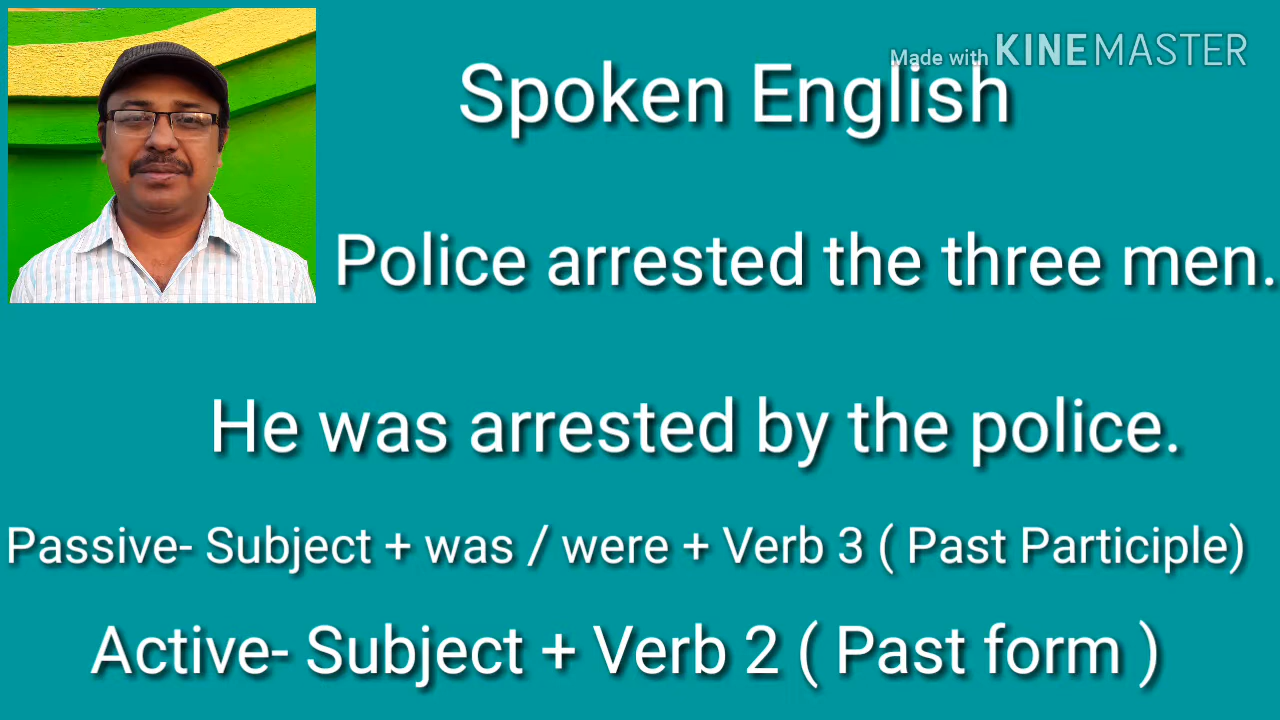 Made with KINEMASTER
Spoken English
Police arrested the three men.
He was arrested by the police.
Passive- Subject + was / were + Verb 3 ( Past Participle)
Active- Subject + Verb 2 ( Past form )